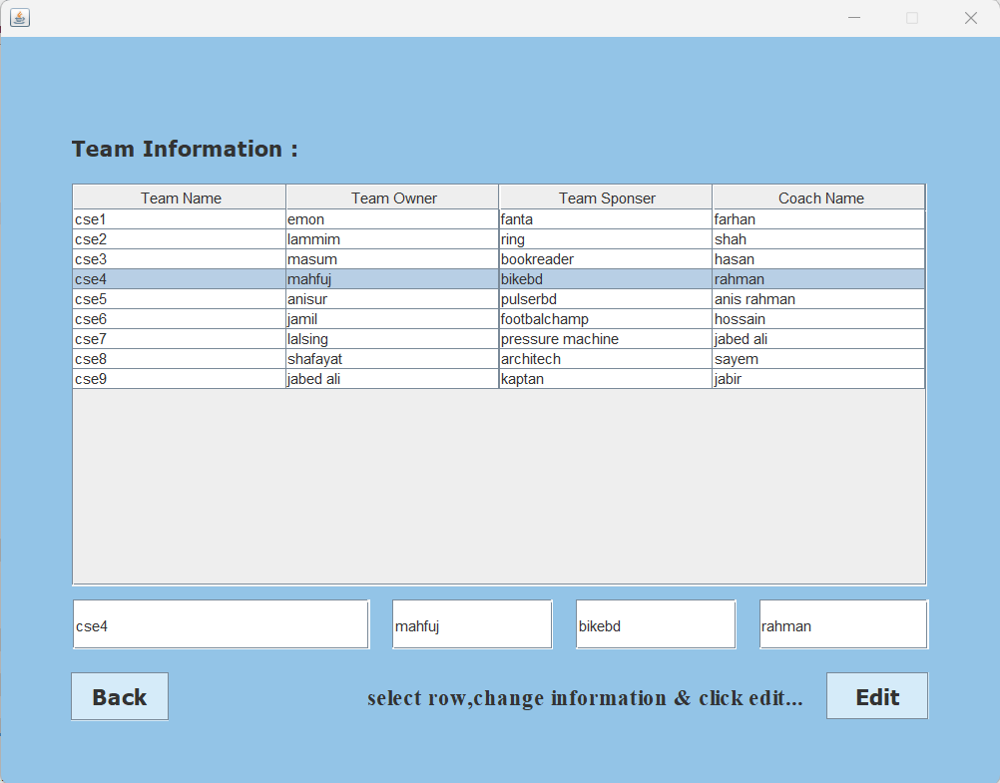 Team Information :
Team Name Team Owner Team Sponser Coach Name
cse1 emon fanta farhan
cse2 lammim ring shah
cse3 masum bookreader hasan
cse4 mahfuj bikebd rahman
cse5 anisur pulserbd anis rahman
cse6 jamil footbalchamp hossain
cse7 lalsing pressure machine jabed ali
cse8 shafayat architech sayem
cse9 jabed ali kaptan jabir
cse4 mahfuj bikebd rahman
Back select row,change information & click edit... Edit